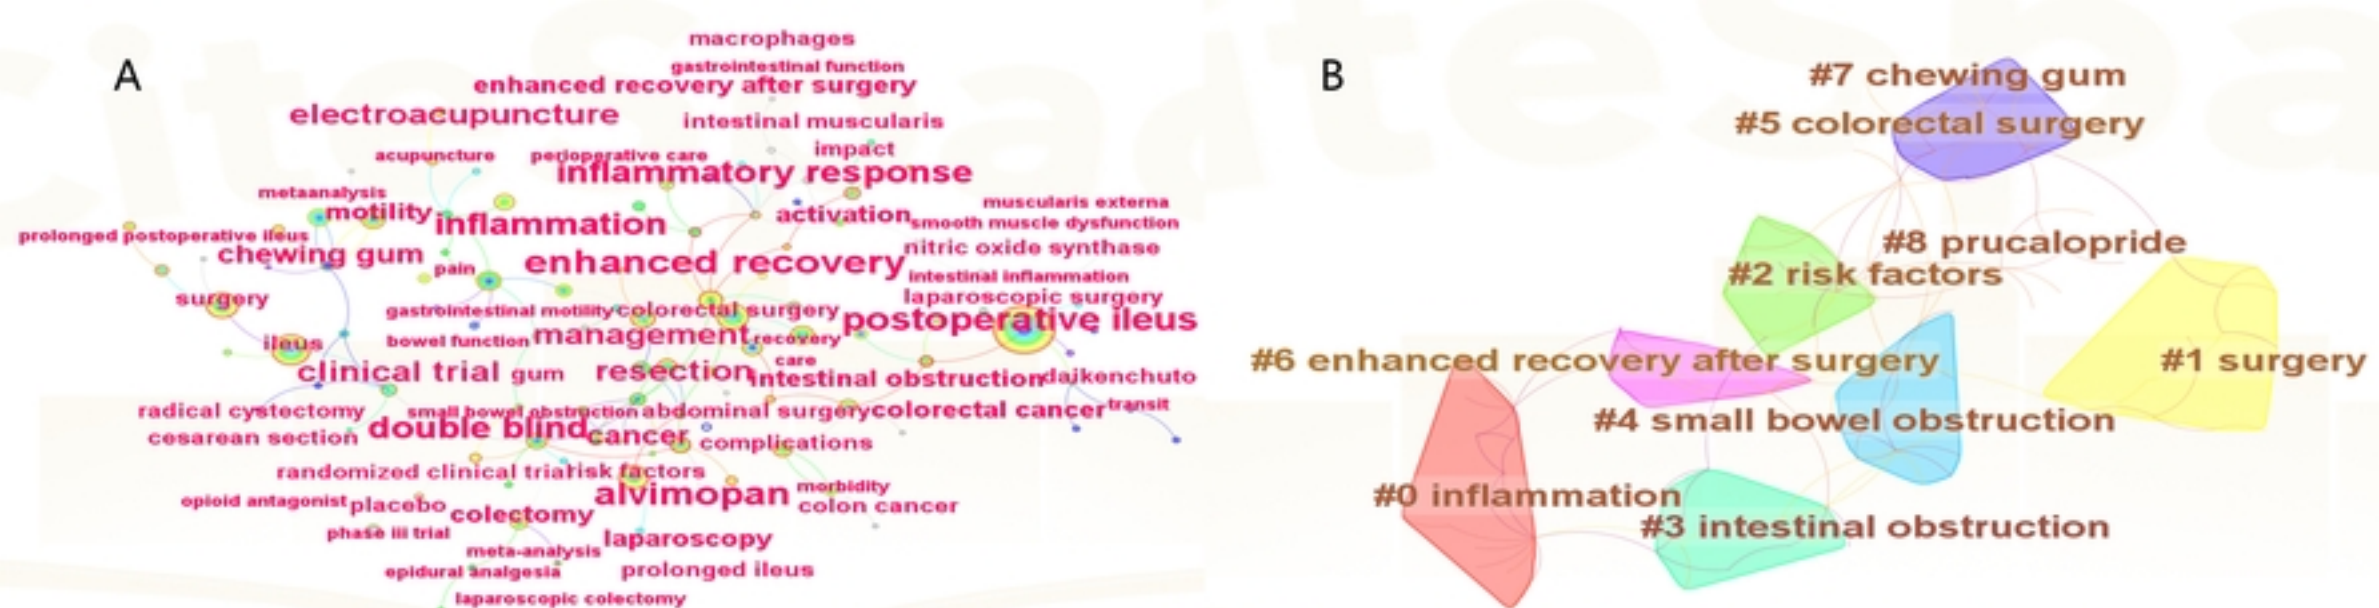 A
macrophages
gastrointestinal function
enhanced recovery after surgery
electroacupuncture
intestinal muscularis
impact
acupuncture
perioperative care
inflammatory response
metaanalysis
muscularis externa
motility
activation
inflammation
smooth muscle dysfunction
prolonged postoperative ileus
nitric oxide synthase
chewing gum
enhanced recovery
pain
intestinal inflammation
surgery
laparoscopic surgery
gastrointestinal motility
colorectal surgery
postoperative ileus
management
bowel function
recovery
ileus
care
clinical trial
gum
resection
intestinal obstruction
daikenchuto
radical cystectomy
small bowel obstruction
abdominal surgery
colorectal cancer
transit
cesarean section
double blind
cancer
complications
randomized clinical trial
risk factors
alvimopan
morbidity
opioid antagonist
placebo
colon cancer
colectomy
phase iii trial
laparoscopy
meta-analysis
epidural analgesia
prolonged ileus
laparoscopic colectomy
B
#7 chewing gum
#5 colorectal surgery
#8 prucalopride
#2 risk factors
#6 enhanced recovery after surgery
#1 surgery
#4 small bowel obstruction
#0 inflammation
#3 intestinal obstruction